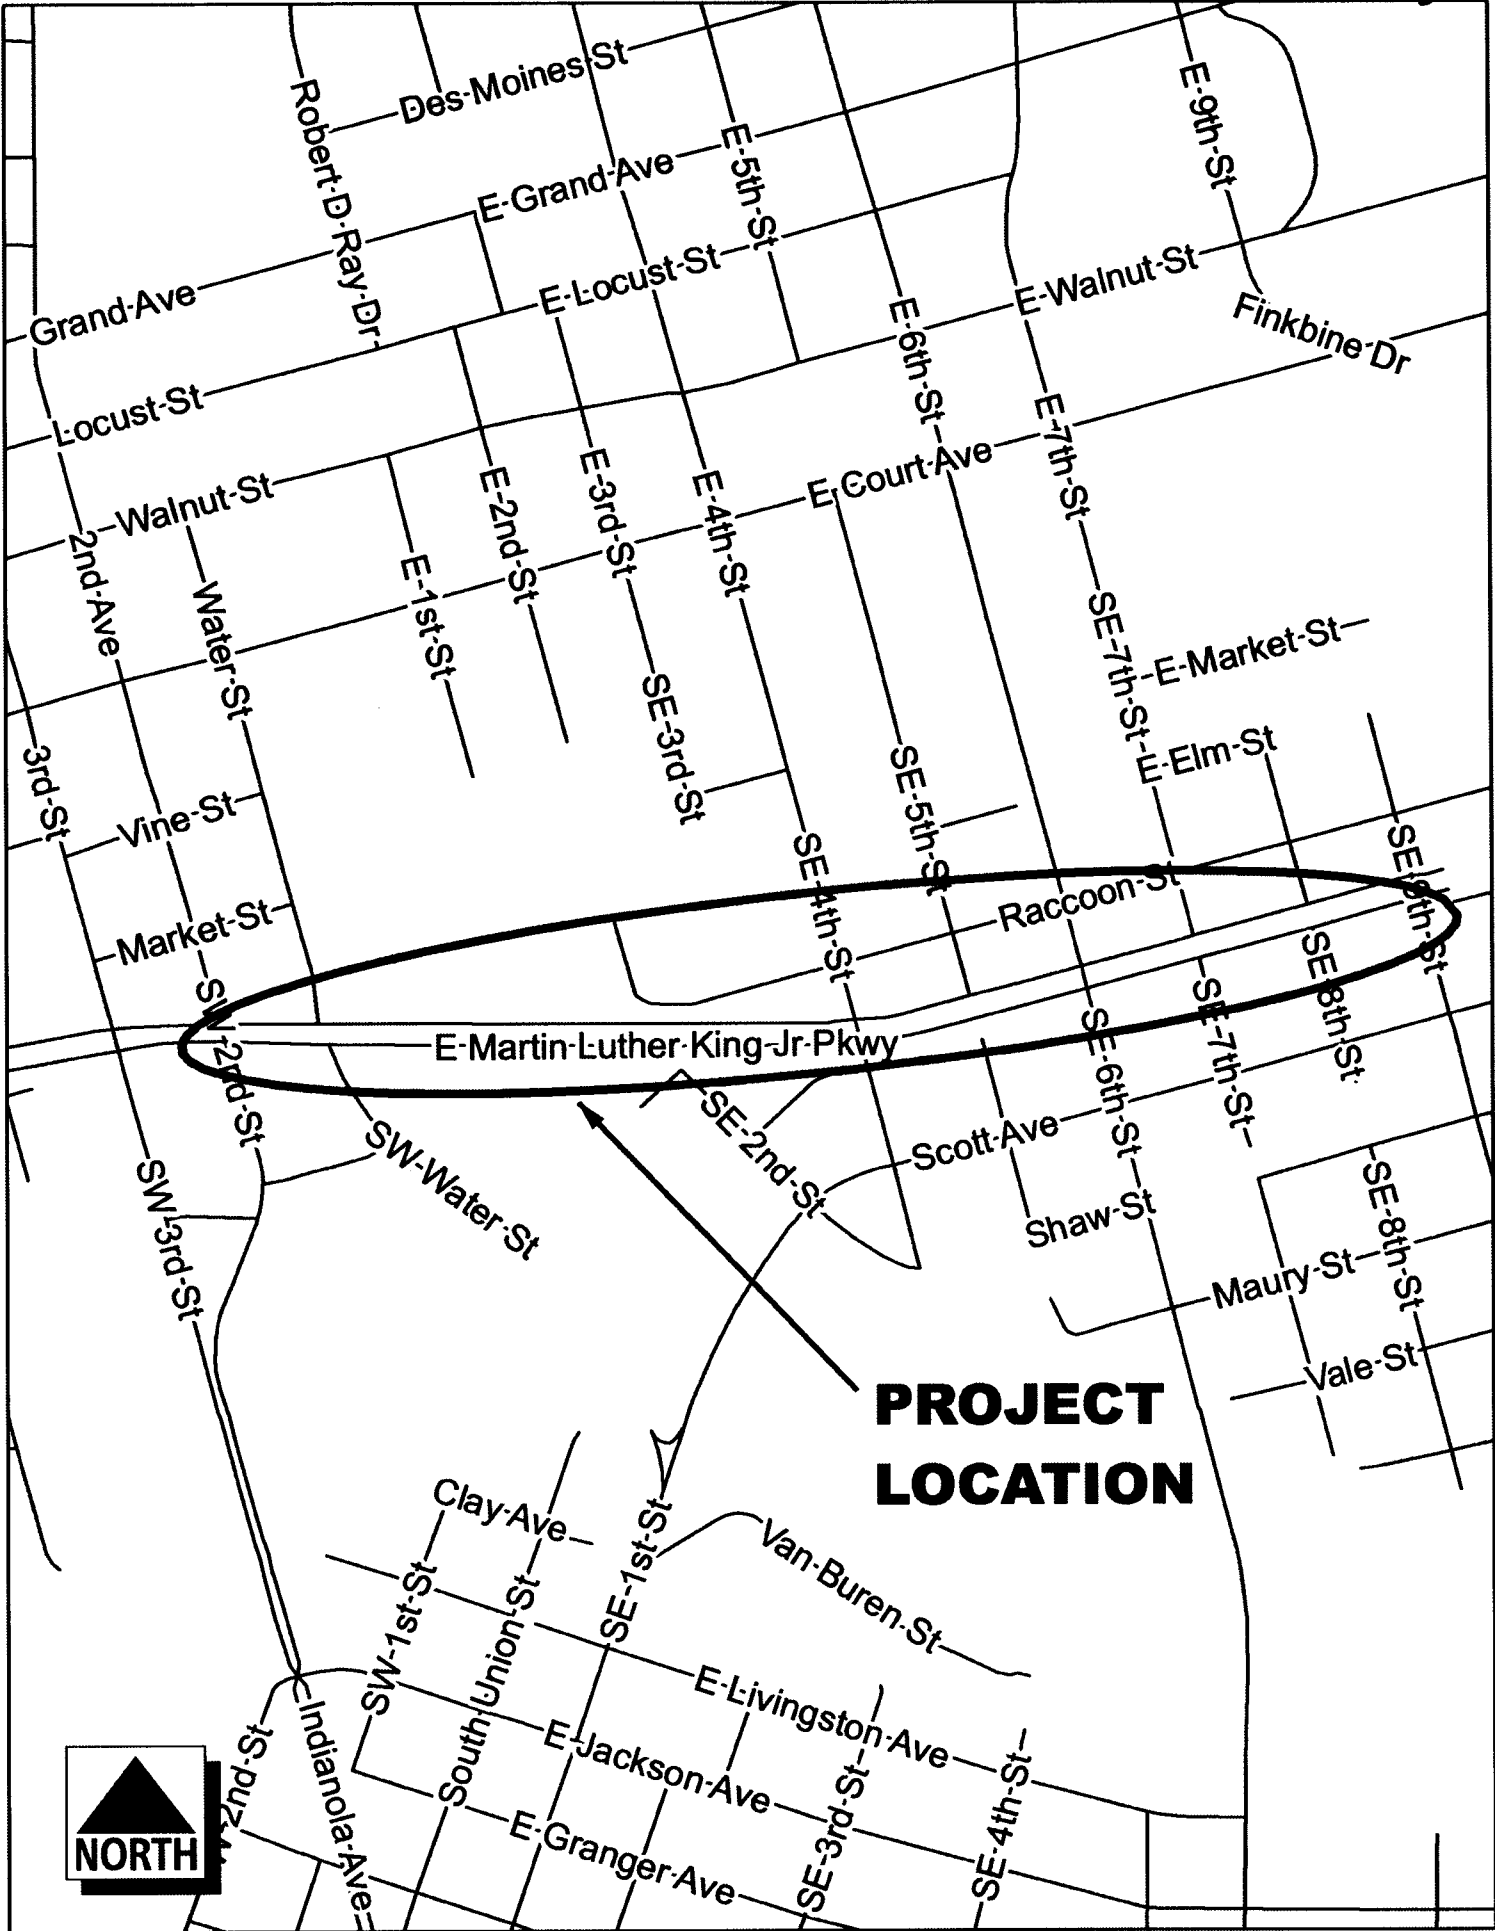 Des Moines St
Robert D Ray Dr
E 9th St
E 5th St
E Grand Ave
Grand Ave
E Locust St
E Walnut St
Finkbine Dr
E 6th St
Locust St
E 7th St
E Court Ave
Walnut St
E 3rd St
E 2nd St
E 4th St
2nd Ave
E 1st St
Water St
SE 7th St
E Market St
SE 3rd St
E Elm St
3rd St
SE 5th St
Vine St
SE 4th St
SE 9th St
Raccoon St
Market St
SW 2nd St
SE 8th St
E Martin Luther King Jr Pkwy
SE 6th St
SE 7th St
SE 2nd St
Scott Ave
SW Water St
SW 3rd St
Shaw St
SE 8th St
Maury St
Vale St
PROJECT
LOCATION
Clay Ave
SE 1st St
Van Buren St
SW 1st St
South Union St
E Livingston Ave
E Jackson Ave
Indianola Ave
2nd St
SE 3rd St
SE 4th St
E Granger Ave
NORTH